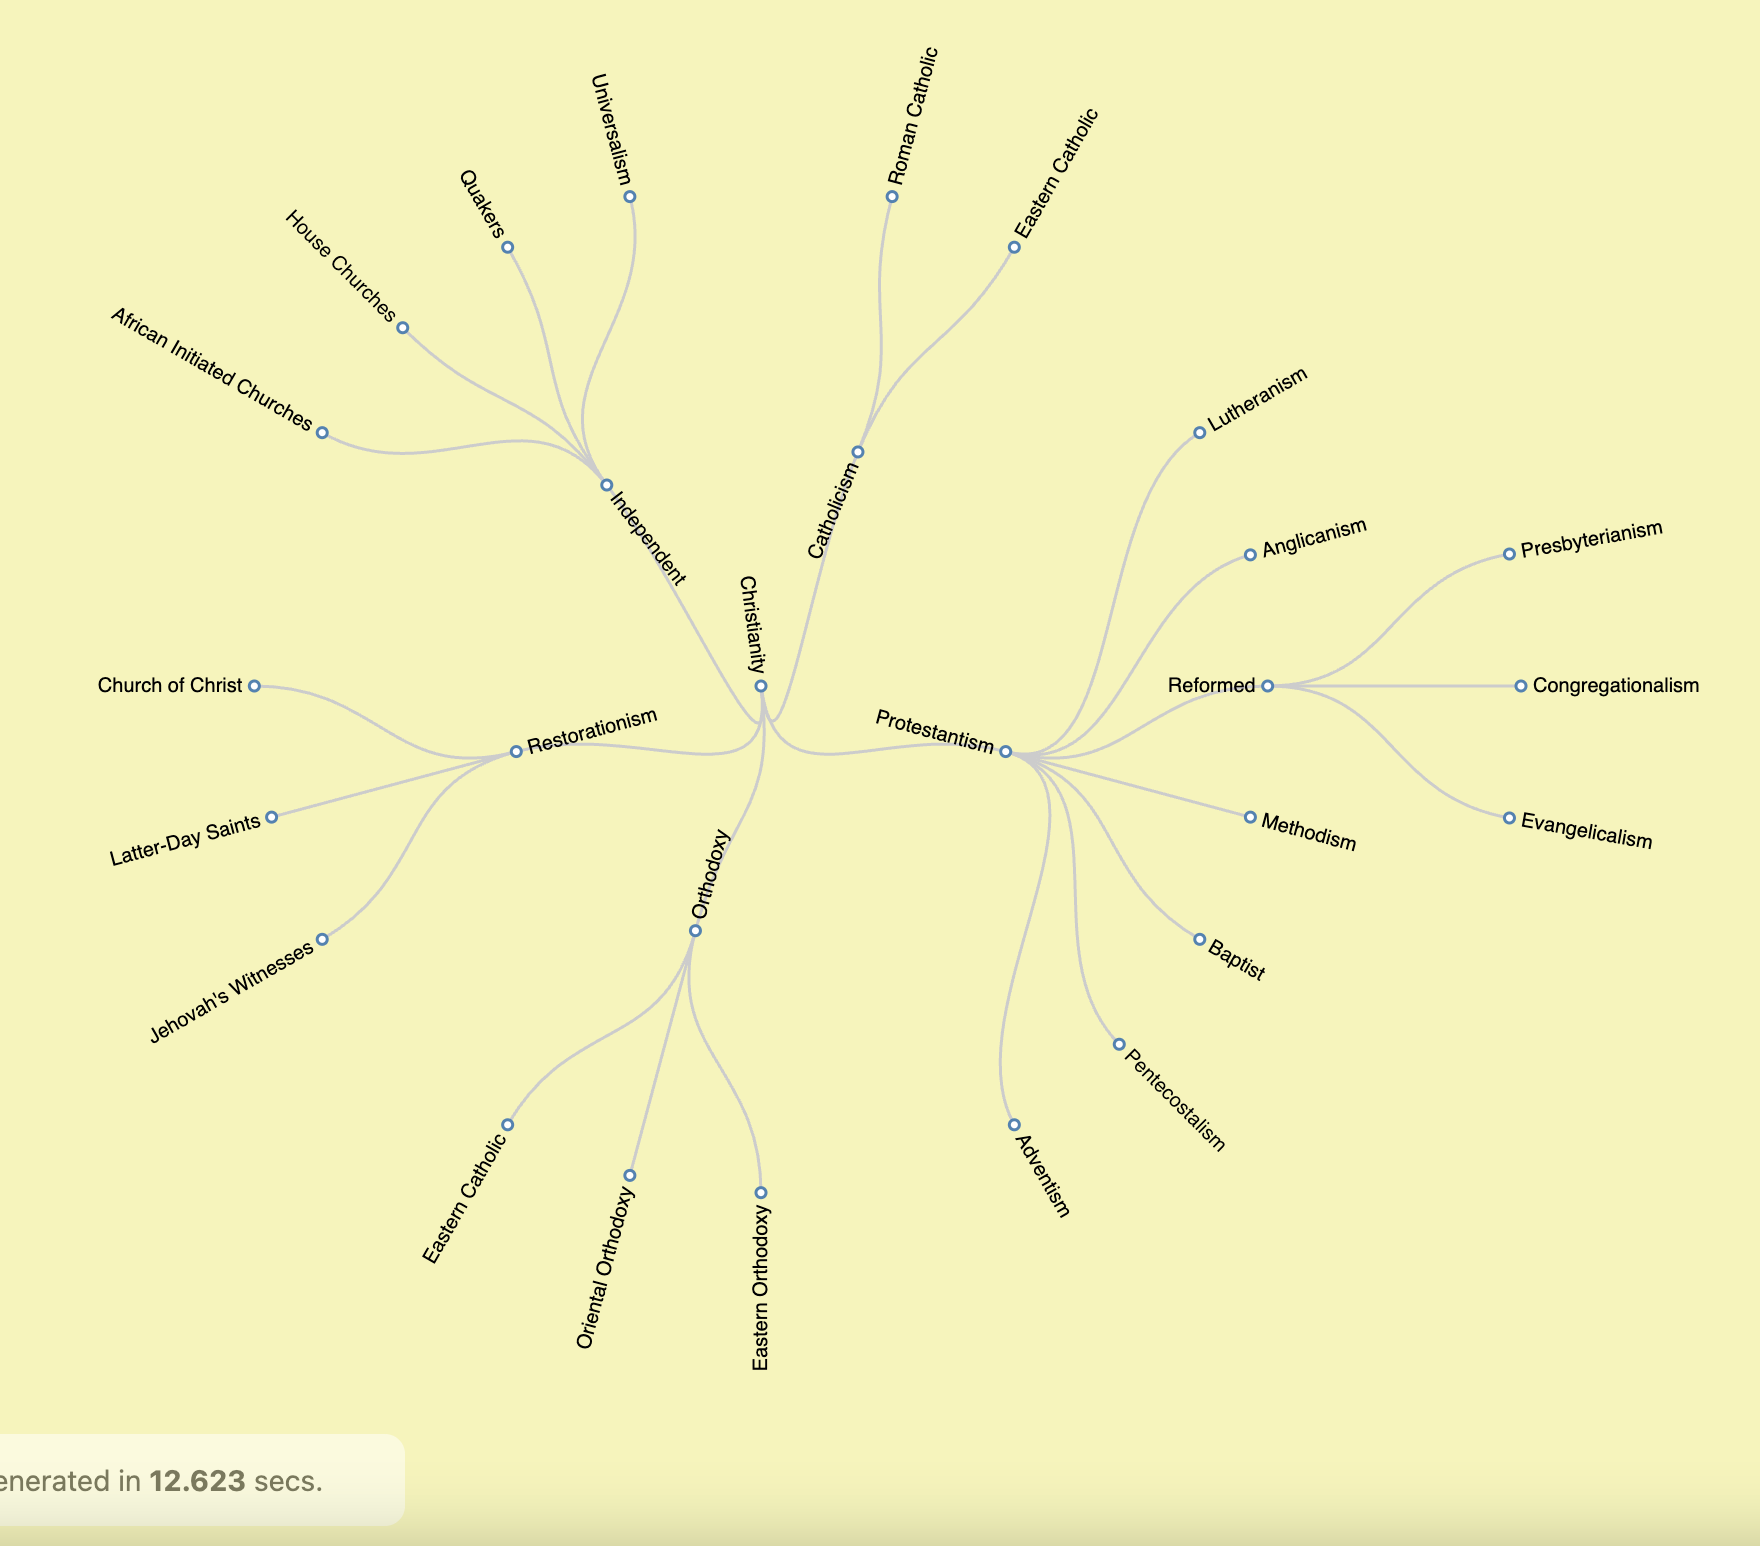 Christianity
Catholicism
Roman Catholic
Eastern Catholic
Protestantism
Lutheranism
Anglicanism
Reformed
Presbyterianism
Congregationalism
Evangelicalism
Methodism
Baptist
Pentecostalism
Adventism
Orthodoxy
Eastern Orthodoxy
Oriental Orthodoxy
Eastern Catholic
Restorationism
Jehovah's Witnesses
Latter-Day Saints
Church of Christ
Independent
African Initiated Churches
House Churches
Quakers
Universalism
enerated in 12.623 secs.